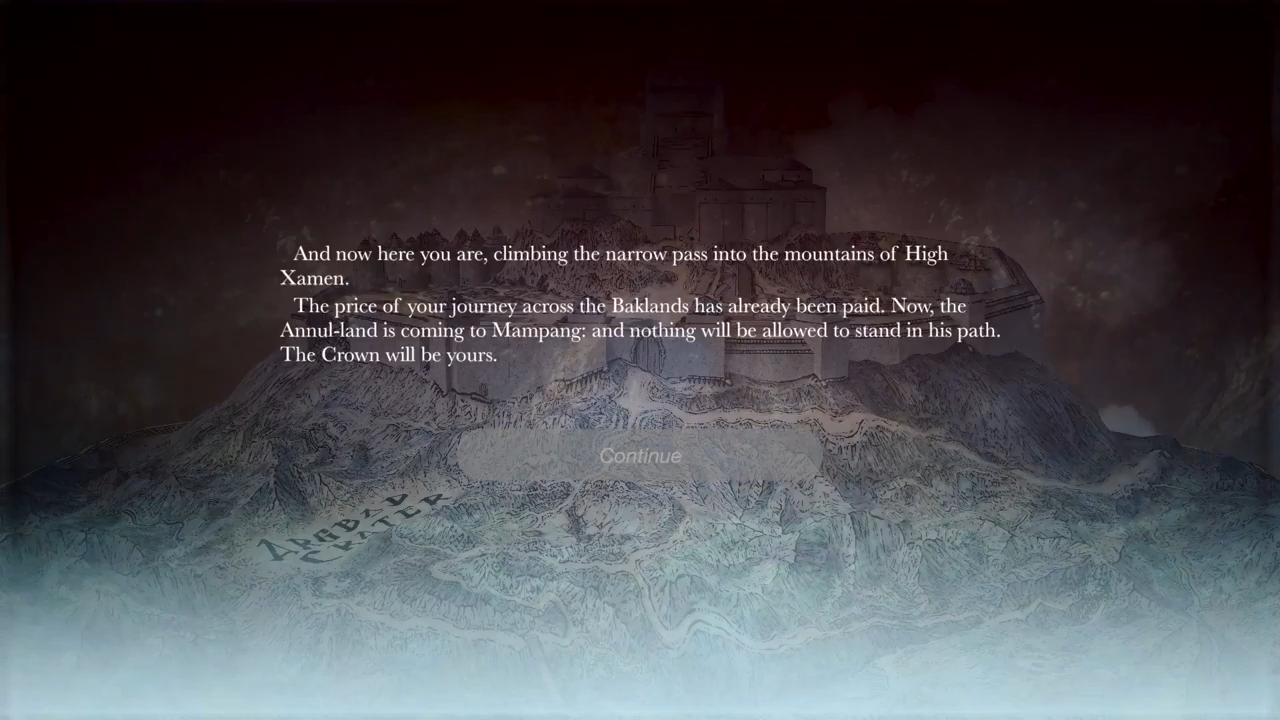 And now here you are, climbing the narrow pass into the mountains of High
Xamen.
The price of your journey across the Baklands has already been paid. Now, the
Annul-land is coming to Mampang: and nothing will be allowed to stand in his path.
The Crown will be yours.
Continue
CRATER